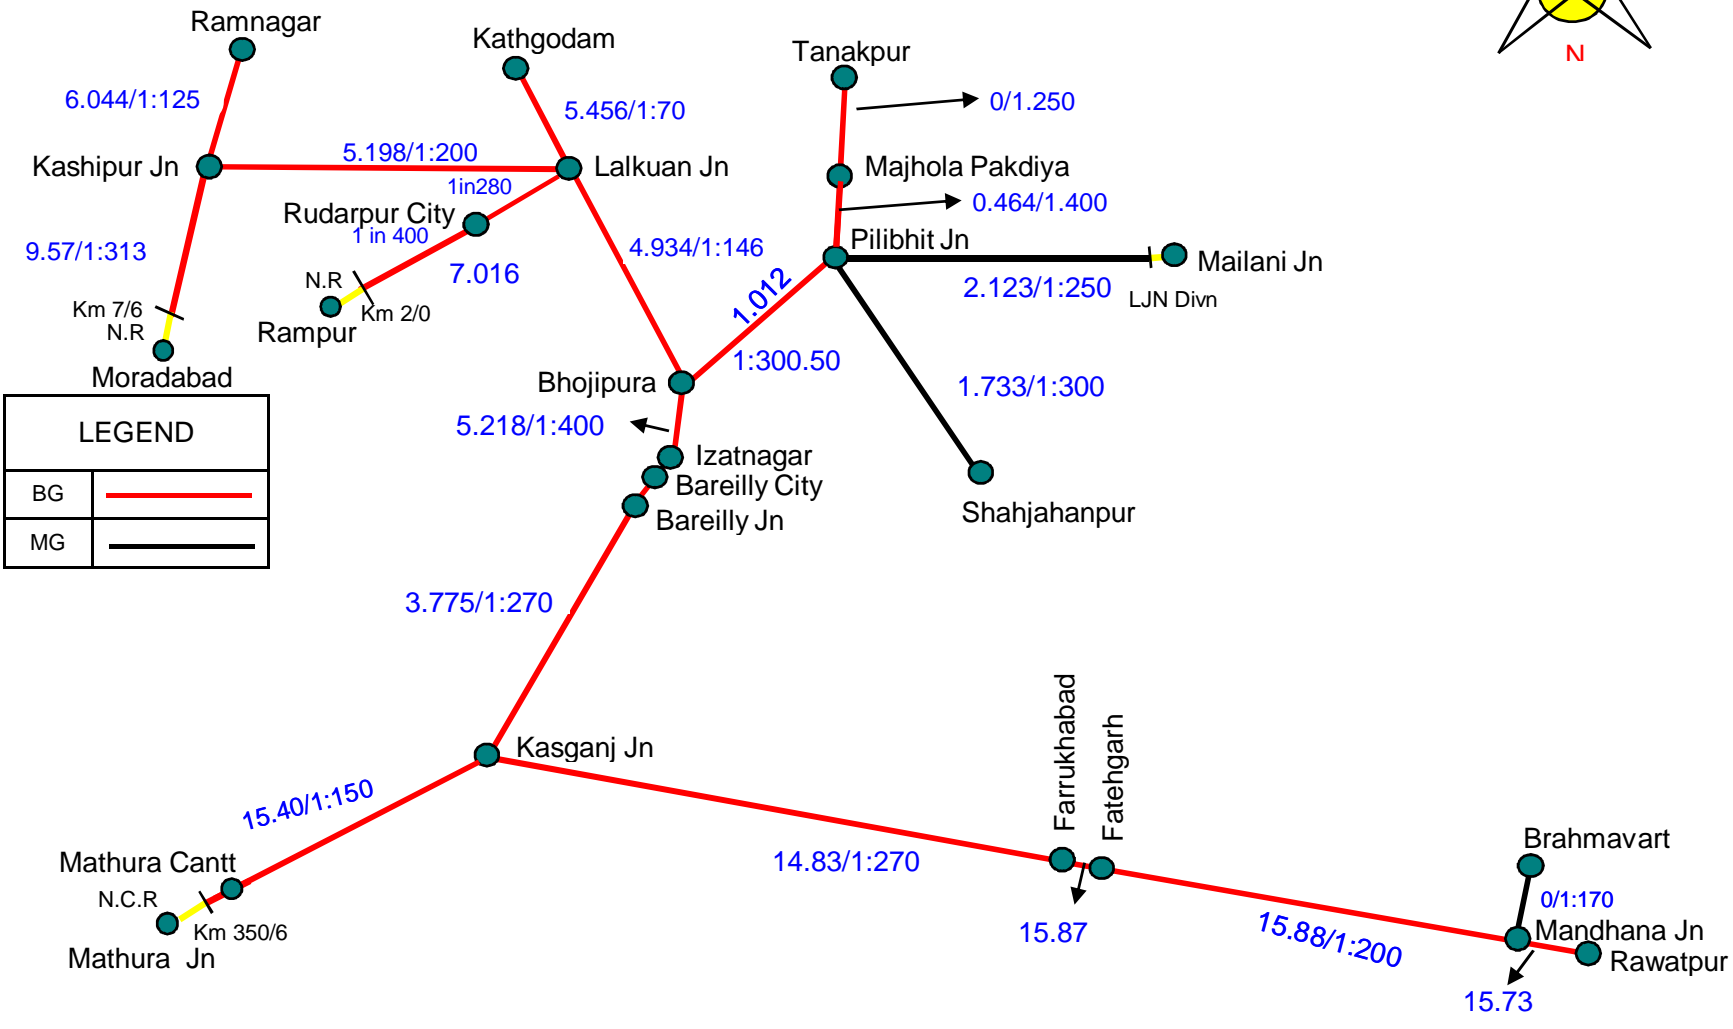 Ramnagar
Kathgodam
Tanakpur
N
6.044/1:125
5.456/1:70
0/1.250
Kashipur Jn
5.198/1:200
Lalkuan Jn
Majhola Pakdiya
1in280
0.464/1.400
Rudarpur City
1 in 400
9.57/1:313
4.934/1:146
Pilibhit Jn
Mailani Jn
N.R
7.016
1.012
2.123/1:250
LJN Divn
Km 7/6
N.R
Km 2/0
Rampur
1:300.50
Moradabad
Bhojipura
1.733/1:300
LEGEND
5.218/1:400
Izatnagar
BG
Bareilly City
Bareilly Jn
Shahjahanpur
MG
3.775/1:270
Kasganj Jn
Farrukhabad
Fatehgarh
15.40/1:150
Mathura Cantt
14.83/1:270
Brahmavart
N.C.R
0/1:170
Km 350/6
15.87
15.88/1:200
Mandhana Jn
Mathura Jn
Rawatpur
15.73